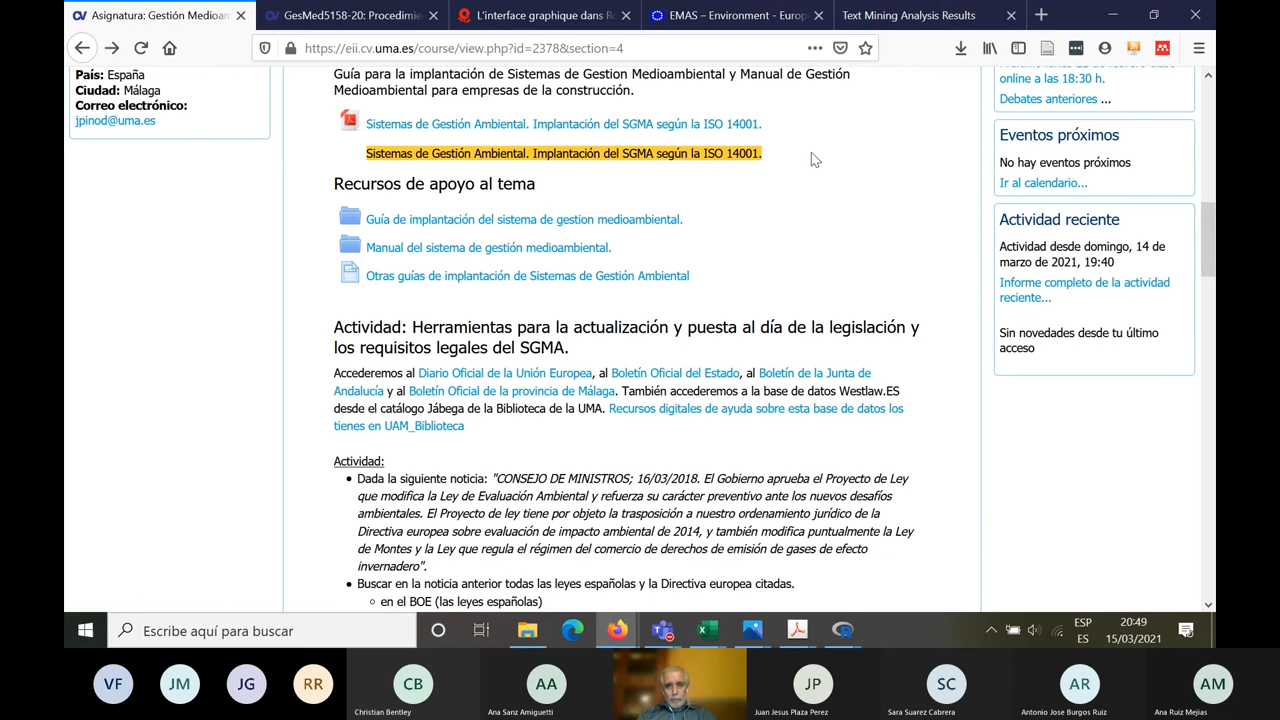 Asignatura: Gestión Medioam
GesMed5158-20: Procedimie
L'interface graphique dans Ro
EMAS – Environment - Europ
Text Mining Analysis Results
https://eii.cv.uma.es/course/view.php?id=2378&section=4
País: España
Ciudad: Málaga
Correo electrónico:
jpinod@uma.es
Guía para la implantación de Sistemas de Gestion Medioambiental y Manual de Gestión
Medioambiental para empresas de la construcción.
Sistemas de Gestión Ambiental. Implantación del SGMA según la ISO 14001.
Sistemas de Gestión Ambiental. Implantación del SGMA según la ISO 14001.
Recursos de apoyo al tema
Guía de implantación del sistema de gestion medioambiental.
Manual del sistema de gestión medioambiental.
Otras guías de implantación de Sistemas de Gestión Ambiental
Actividad: Herramientas para la actualización y puesta al día de la legislación y
los requisitos legales del SGMA.
Accederemos al Diario Oficial de la Unión Europea, al Boletín Oficial del Estado, al Boletín de la Junta de
Andalucía y al Boletín Oficial de la provincia de Málaga. También accederemos a la base de datos Westlaw.ES
desde el catálogo Jábega de la Biblioteca de la UMA. Recursos digitales de ayuda sobre esta base de datos los
tienes en UAM_Biblioteca
Actividad:
Dada la siguiente noticia: "CONSEJO DE MINISTROS; 16/03/2018. El Gobierno aprueba el Proyecto de Ley
que modifica la Ley de Evaluación Ambiental y refuerza su carácter preventivo ante los nuevos desafíos
ambientales. El Proyecto de ley tiene por objeto la trasposición a nuestro ordenamiento jurídico de la
Directiva europea sobre evaluación de impacto ambiental de 2014, y también modifica puntualmente la Ley
de Montes y la Ley que regula el régimen del comercio de derechos de emisión de gases de efecto
invernadero".
Buscar en la noticia anterior todas las leyes españolas y la Directiva europea citadas.
en el BOE (las leyes españolas)
online a las 18:30 h.
Debates anteriores ...
Eventos próximos
No hay eventos próximos
Ir al calendario...
Actividad reciente
Actividad desde domingo, 14 de
marzo de 2021, 19:40
Informe completo de la actividad
reciente...
Sin novedades desde tu último
acceso
Escribe aquí para buscar
ESP
ES
20:49
15/03/2021
VF
JM
JG
RR
CB
Christian Bentley
AA
Ana Sanz Amiguetti
JP
Juan Jesus Plaza Perez
SC
Sara Suarez Cabrera
AR
Antonio Jose Burgos Ruiz
AM
Ana Ruiz Mejias